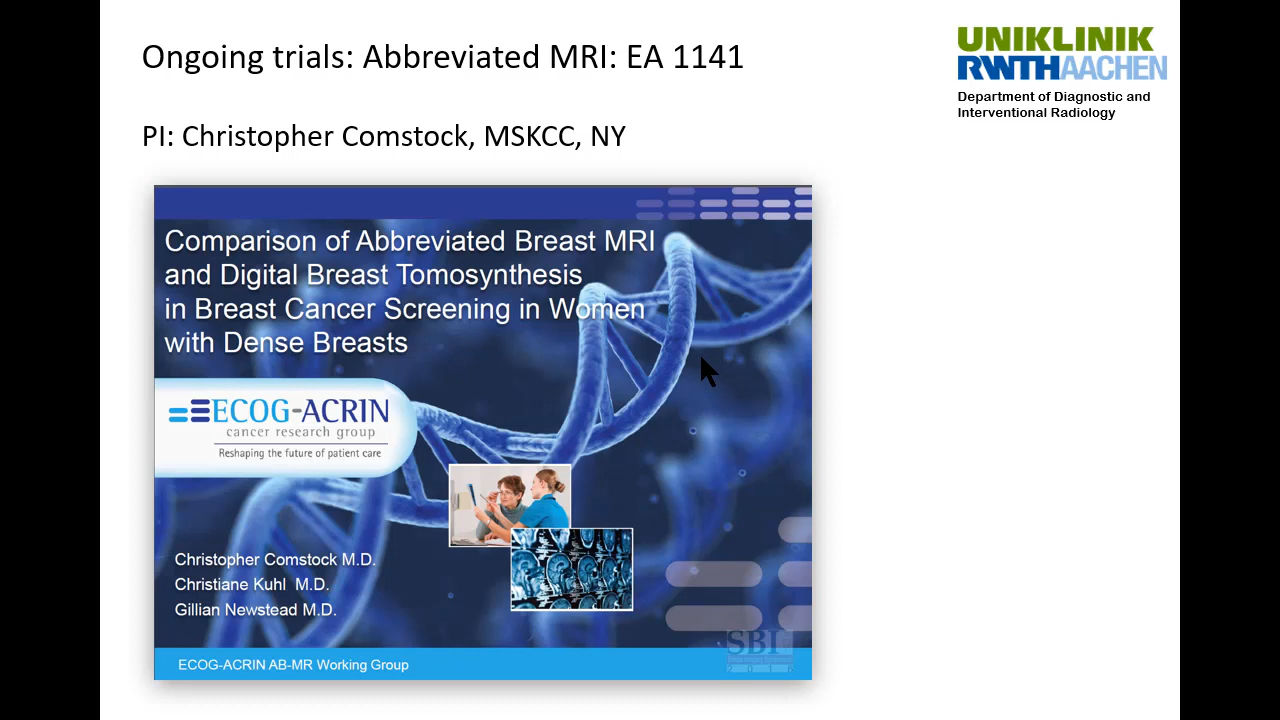 Ongoing trials: Abbreviated MRI: EA 1141
UNIKLINIK
RWTHAACHEN
Department of Diagnostic and
Interventional Radiology
PI: Christopher Comstock, MSKCC, NY
Comparison of Abbreviated Breast MRI
and Digital Breast Tomosynthesis
in Breast Cancer Screening in Women
with Dense Breasts
ECOG-ACRIN
cancer research group
Reshaping the future of patient care
Christopher Comstock M.D.
Christiane Kuhl M.D.
Gillian Newstead M.D.
SBI
ECOG-ACRIN AB-MR Working Group